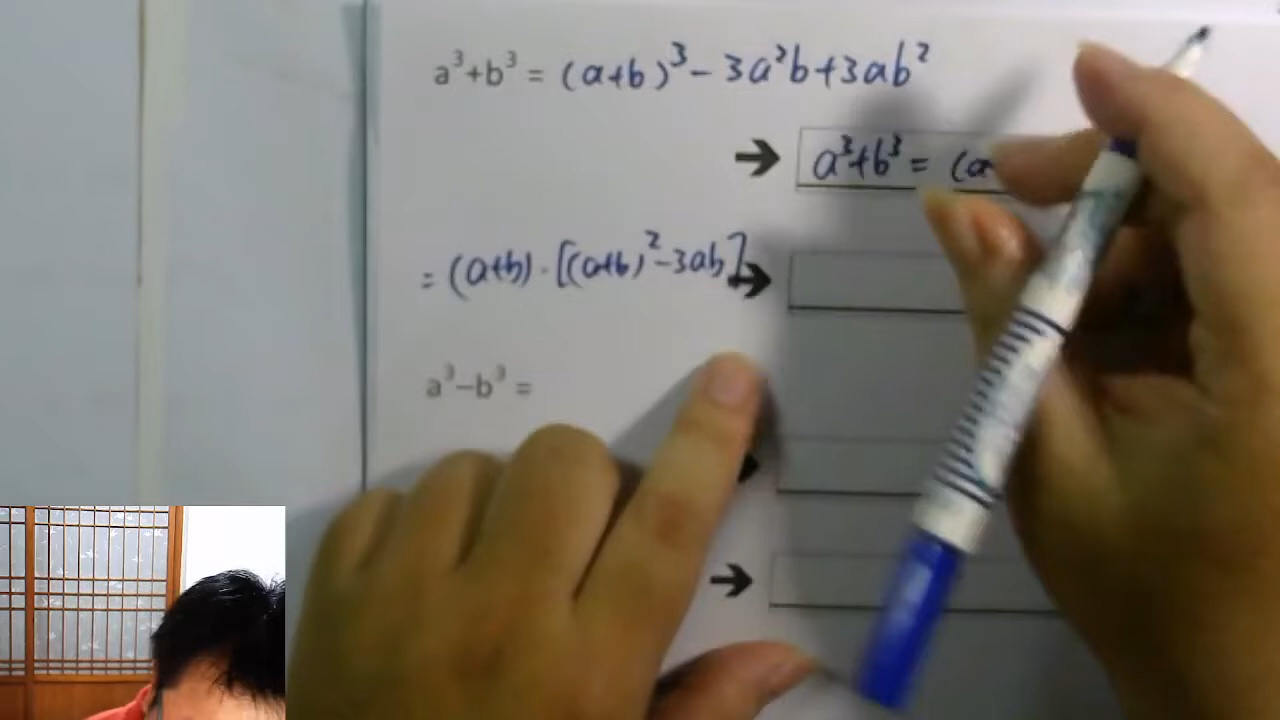 a³+b³ = (a+b)³-3a²b+3ab²
→ a³+b³ = (a
= (a+b)·[(a+b)²-3ab] →
a³-b³ =
→